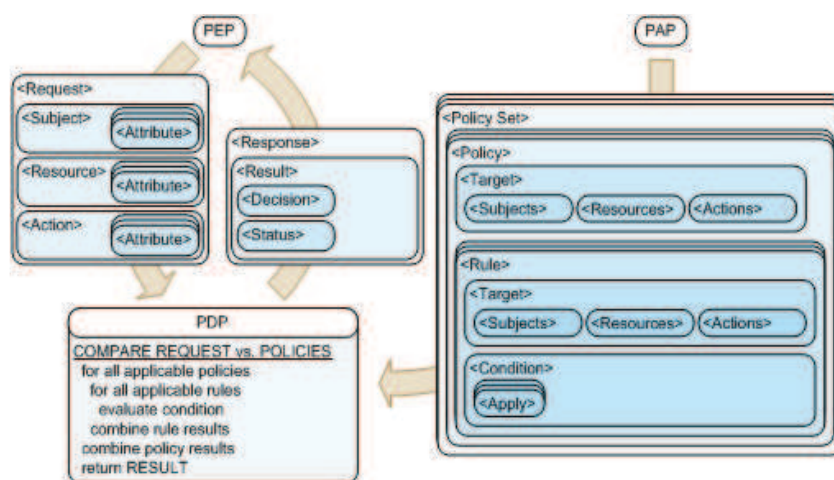 PEP
<Request>
<Subject>
<Attribute>
<Resource>
<Attribute>
<Action>
<Attribute>
<Response>
<Result>
<Decision>
<Status>
PDP
COMPARE REQUEST vs. POLICIES
for all applicable policies
for all applicable rules
evaluate condition
combine rule results
combine policy results
return RESULT
PAP
<Policy Set>
<Policy>
<Target>
<Subjects> <Resources> <Actions>
<Rule>
<Target>
<Subjects> <Resources> <Actions>
<Condition>
<Apply>